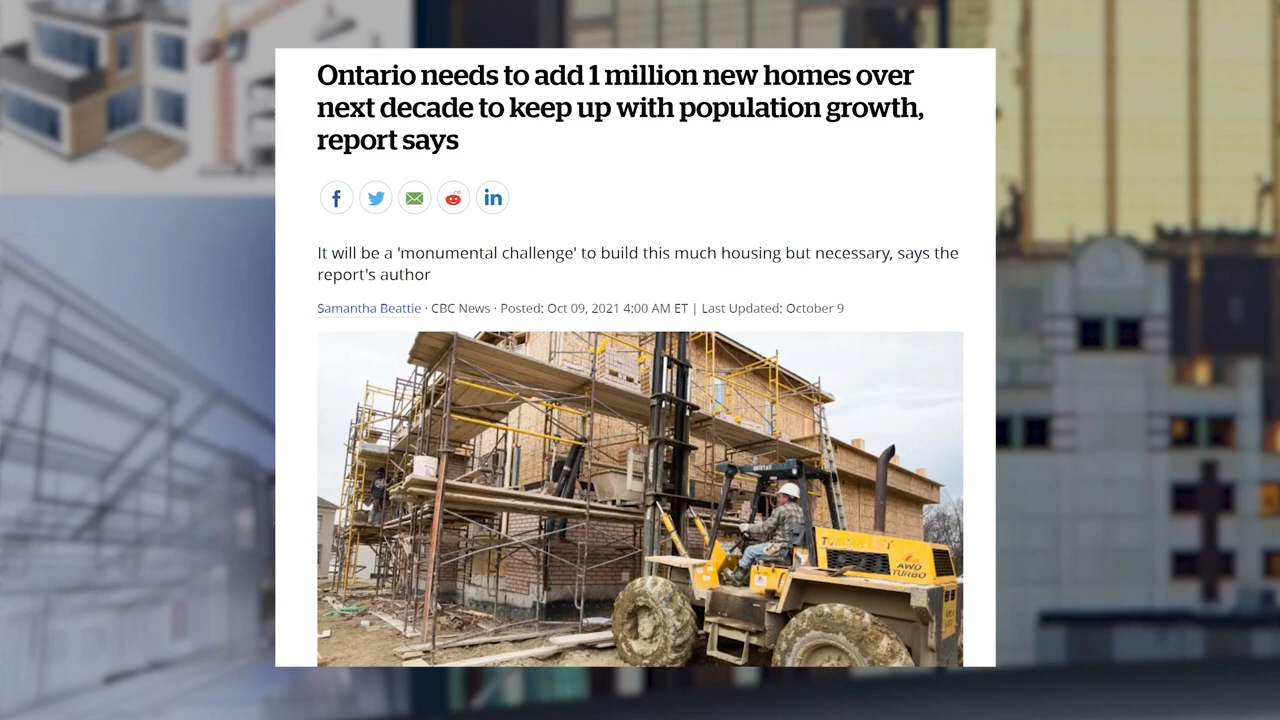 Ontario needs to add 1 million new homes over
next decade to keep up with population growth,
report says
It will be a 'monumental challenge' to build this much housing but necessary, says the
report's author
Samantha Beattie · CBC News · Posted: Oct 09, 2021 4:00 AM ET | Last Updated: October 9
AWD
TURBO